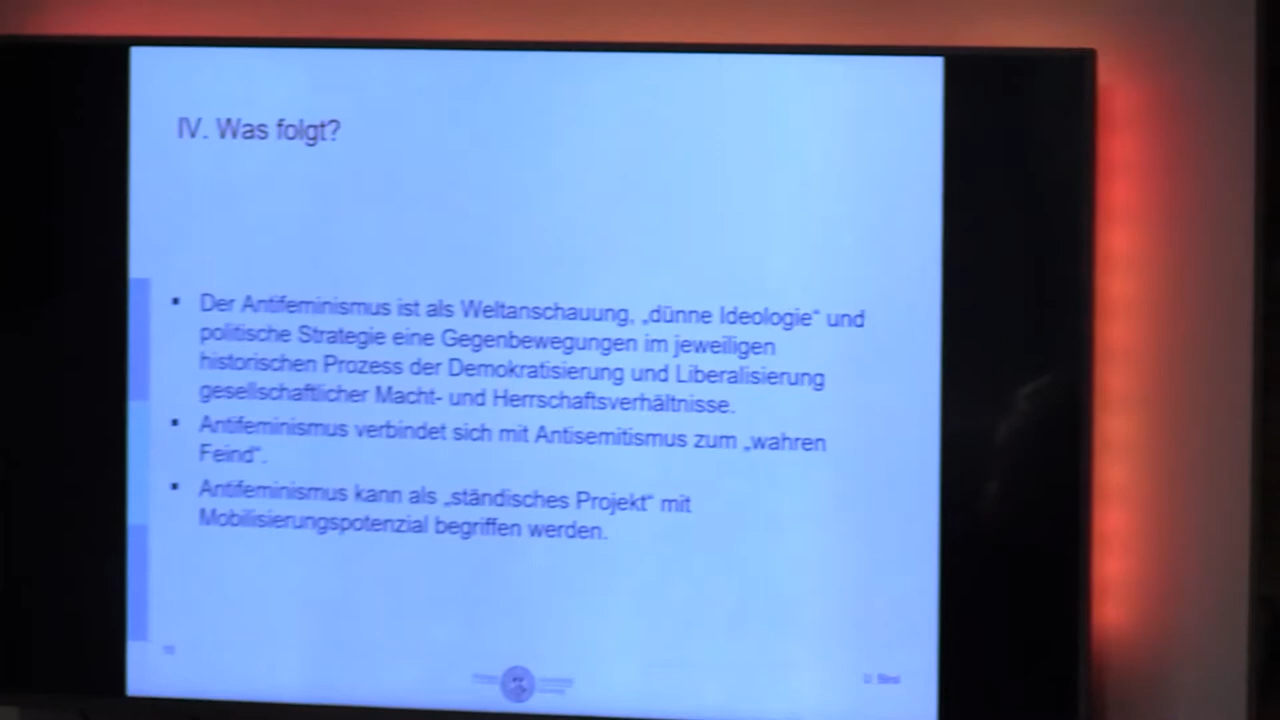 IV. Was folgt?
▪ Der Antifeminismus ist als Weltanschauung, „dünne Ideologie“ und
politische Strategie eine Gegenbewegungen im jeweiligen
historischen Prozess der Demokratisierung und Liberalisierung
gesellschaftlicher Macht- und Herrschaftsverhältnisse.
▪ Antifeminismus verbindet sich mit Antisemitismus zum „wahren
Feind“.
▪ Antifeminismus kann als „ständisches Projekt“ mit
Mobilisierungspotenzial begriffen werden.